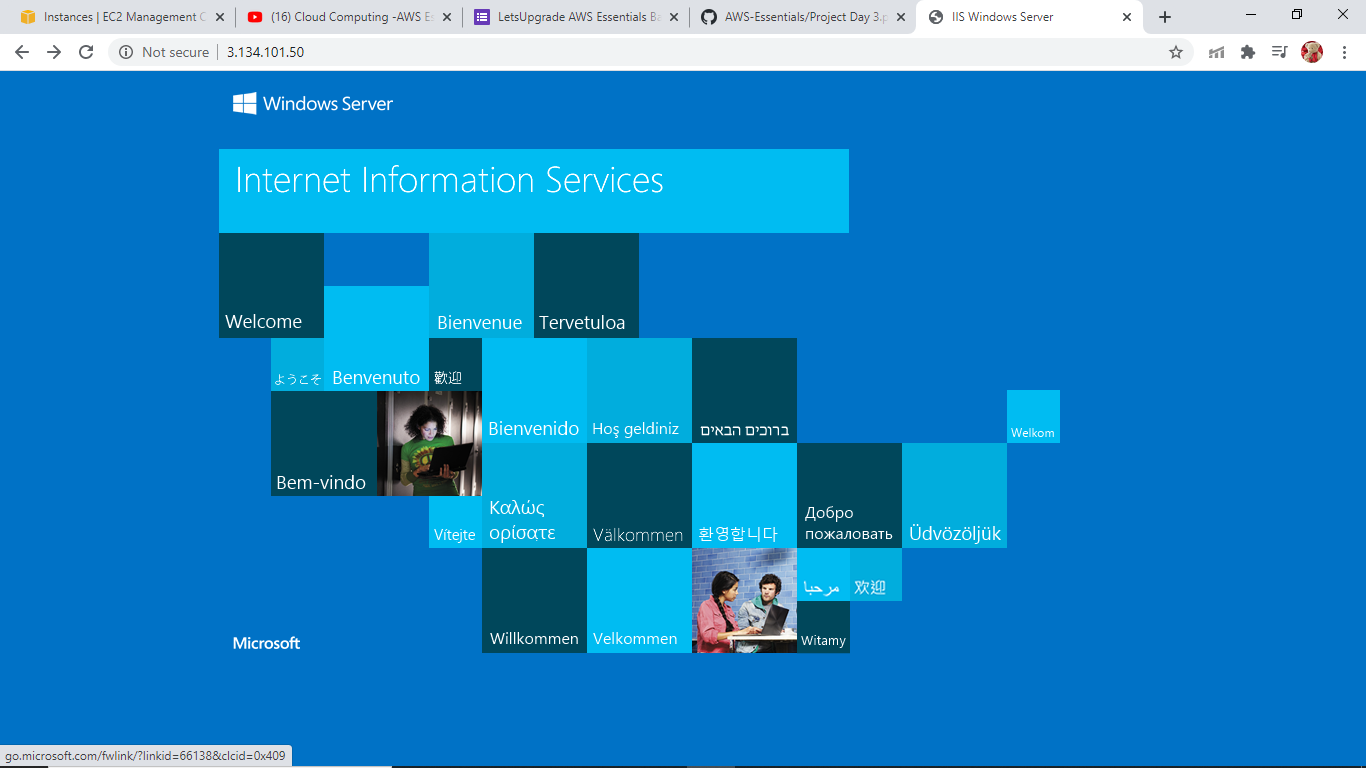 Instances | EC2 Management C
(16) Cloud Computing -AWS Es
LetsUpgrade AWS Essentials Ba
AWS-Essentials/Project Day 3.p
IIS Windows Server
Not secure
3.134.101.50
Windows Server
Internet Information Services
Welcome
Bienvenue
Tervetuloa
ようこそ
Benvenuto
歡迎
Bienvenido
Hoş geldiniz
ברוכים הבאים
Welkom
Bem-vindo
Vítejte
Καλώς
ορίσατε
Välkommen
환영합니다
Добро
пожаловать
Üdvözöljük
Willkommen
Velkommen
مرحبا
欢迎
Witamy
Microsoft
go.microsoft.com/fwlink/?linkid=66138&clcid=0x409